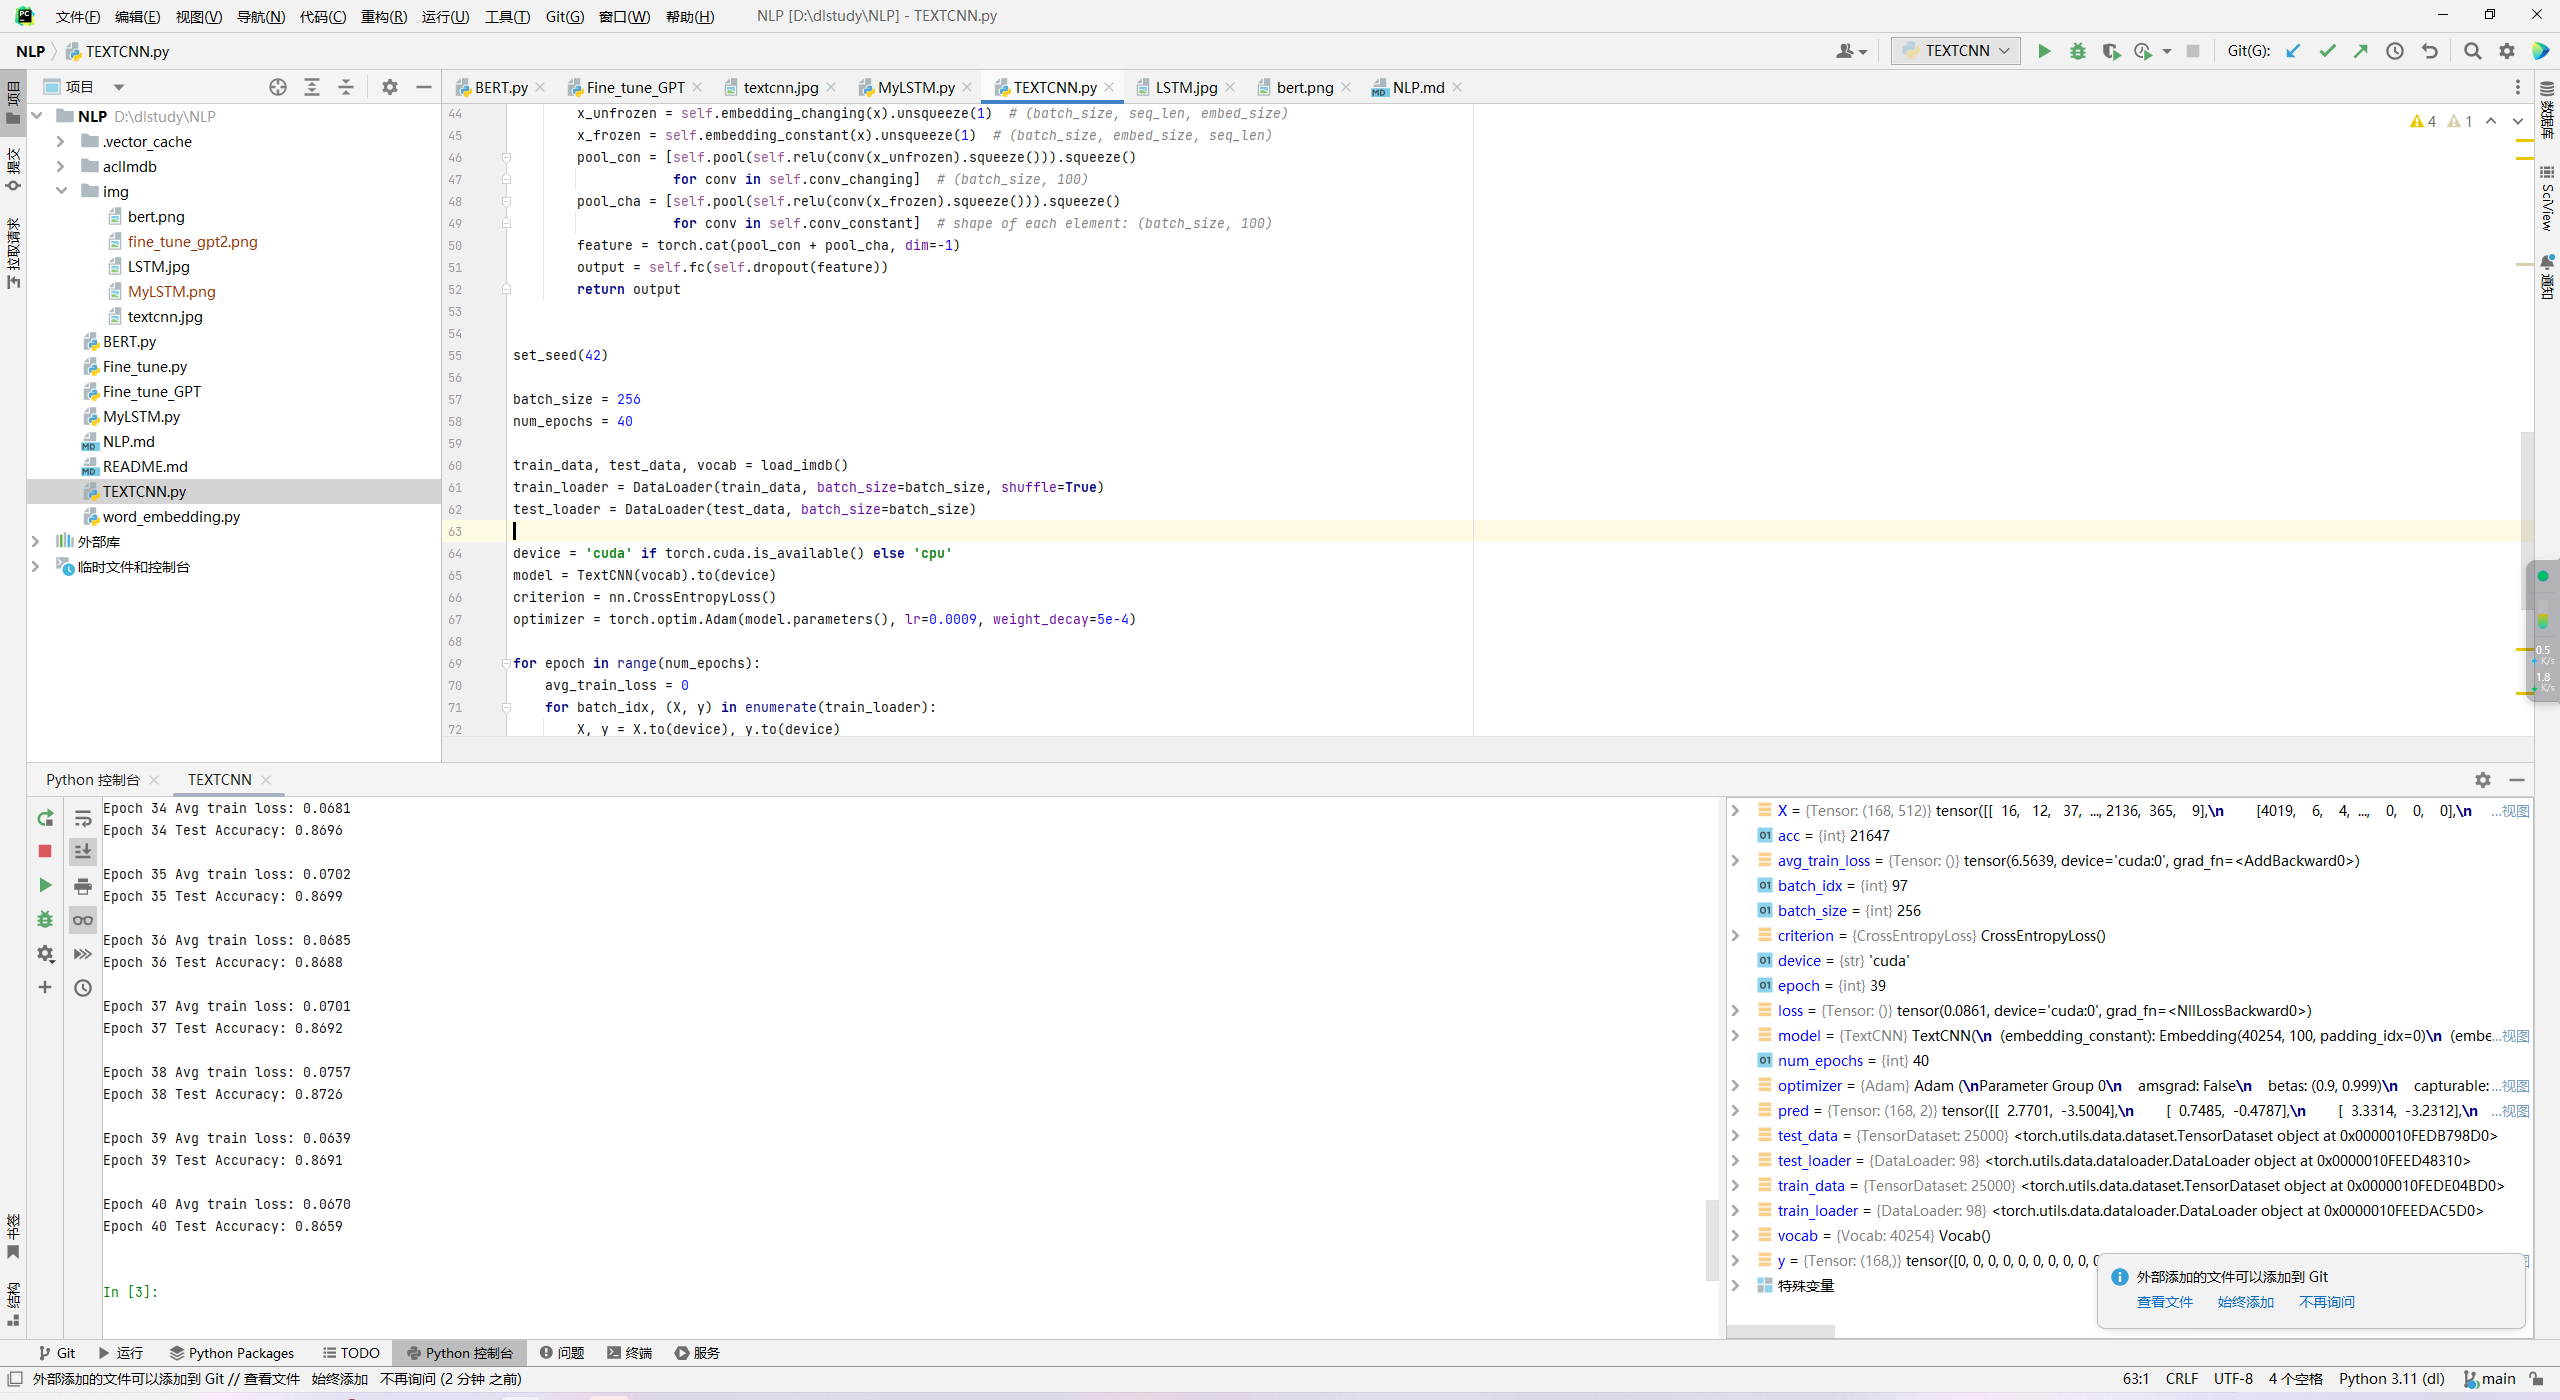 文件(F) 编辑(E) 视图(V) 导航(N) 代码(C) 重构(R) 运行(U) 工具(T) Git(G) 窗口(W) 帮助(H) NLP [D:\dlstudy\NLP] - TEXTCNN.py
NLP TEXTCNN.py TEXTCNN Git(G):
项目
BERT.py Fine_tune_GPT textcnn.jpg MyLSTM.py TEXTCNN.py LSTM.jpg bert.png NLP.md
项目
提交
拉取请求
书签
结构
NLP D:\dlstudy\NLP
.vector_cache
aclImdb
img
bert.png
fine_tune_gpt2.png
LSTM.jpg
MyLSTM.png
textcnn.jpg
BERT.py
Fine_tune.py
Fine_tune_GPT
MyLSTM.py
NLP.md
README.md
TEXTCNN.py
word_embedding.py
外部库
临时文件和控制台
4 1
44 x_unfrozen = self.embedding_changing(x).unsqueeze(1) # (batch_size, seq_len, embed_size)
45 x_frozen = self.embedding_constant(x).unsqueeze(1) # (batch_size, embed_size, seq_len)
46 pool_con = [self.pool(self.relu(conv(x_unfrozen).squeeze())).squeeze()
47 for conv in self.conv_changing] # (batch_size, 100)
48 pool_cha = [self.pool(self.relu(conv(x_frozen).squeeze())).squeeze()
49 for conv in self.conv_constant] # shape of each element: (batch_size, 100)
50 feature = torch.cat(pool_con + pool_cha, dim=-1)
51 output = self.fc(self.dropout(feature))
52 return output
53
54
55 set_seed(42)
56
57 batch_size = 256
58 num_epochs = 40
59
60 train_data, test_data, vocab = load_imdb()
61 train_loader = DataLoader(train_data, batch_size=batch_size, shuffle=True)
62 test_loader = DataLoader(test_data, batch_size=batch_size)
63
64 device = 'cuda' if torch.cuda.is_available() else 'cpu'
65 model = TextCNN(vocab).to(device)
66 criterion = nn.CrossEntropyLoss()
67 optimizer = torch.optim.Adam(model.parameters(), lr=0.0009, weight_decay=5e-4)
68
69 for epoch in range(num_epochs):
70 avg_train_loss = 0
71 for batch_idx, (X, y) in enumerate(train_loader):
72 X, y = X.to(device), y.to(device)
数据库
SciView
通知
0.5
K/s
1.8
K/s
Python 控制台 TEXTCNN
Epoch 34 Avg train loss: 0.0681
Epoch 34 Test Accuracy: 0.8696
Epoch 35 Avg train loss: 0.0702
Epoch 35 Test Accuracy: 0.8699
Epoch 36 Avg train loss: 0.0685
Epoch 36 Test Accuracy: 0.8688
Epoch 37 Avg train loss: 0.0701
Epoch 37 Test Accuracy: 0.8692
Epoch 38 Avg train loss: 0.0757
Epoch 38 Test Accuracy: 0.8726
Epoch 39 Avg train loss: 0.0639
Epoch 39 Test Accuracy: 0.8691
Epoch 40 Avg train loss: 0.0670
Epoch 40 Test Accuracy: 0.8659
In [3]:
X = {Tensor: (168, 512)} tensor([[ 16, 12, 37, ..., 2136, 365, 9],\n [4019, 6, 4, ..., 0, 0, 0],\n ...视图
acc = {int} 21647
avg_train_loss = {Tensor: ()} tensor(6.5639, device='cuda:0', grad_fn=<AddBackward0>)
batch_idx = {int} 97
batch_size = {int} 256
criterion = {CrossEntropyLoss} CrossEntropyLoss()
device = {str} 'cuda'
epoch = {int} 39
loss = {Tensor: ()} tensor(0.0861, device='cuda:0', grad_fn=<NllLossBackward0>)
model = {TextCNN} TextCNN(\n (embedding_constant): Embedding(40254, 100, padding_idx=0)\n (embe...视图
num_epochs = {int} 40
optimizer = {Adam} Adam (\nParameter Group 0\n amsgrad: False\n betas: (0.9, 0.999)\n capturable: ...视图
pred = {Tensor: (168, 2)} tensor([[ 2.7701, -3.5004],\n [ 0.7485, -0.4787],\n [ 3.3314, -3.2312],\n ...视图
test_data = {TensorDataset: 25000} <torch.utils.data.dataset.TensorDataset object at 0x0000010FEDB798D0>
test_loader = {DataLoader: 98} <torch.utils.data.dataloader.DataLoader object at 0x0000010FEED48310>
train_data = {TensorDataset: 25000} <torch.utils.data.dataset.TensorDataset object at 0x0000010FEDE04BD0>
train_loader = {DataLoader: 98} <torch.utils.data.dataloader.DataLoader object at 0x0000010FEEDAC5D0>
vocab = {Vocab: 40254} Vocab()
y = {Tensor: (168,)} tensor([0, 0, 0, 0, 0, 0, 0, 0, 0, 0
特殊变量
外部添加的文件可以添加到 Git
查看文件 始终添加 不再询问
Git 运行 Python Packages TODO Python 控制台 问题 终端 服务
外部添加的文件可以添加到 Git // 查看文件 始终添加 不再询问 (2 分钟 之前) 63:1 CRLF UTF-8 4 个空格 Python 3.11 (dl) main